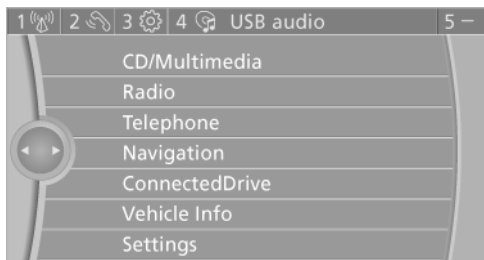 1 2 3 4 USB audio 5 –
CD/Multimedia
Radio
Telephone
Navigation
ConnectedDrive
Vehicle Info
Settings